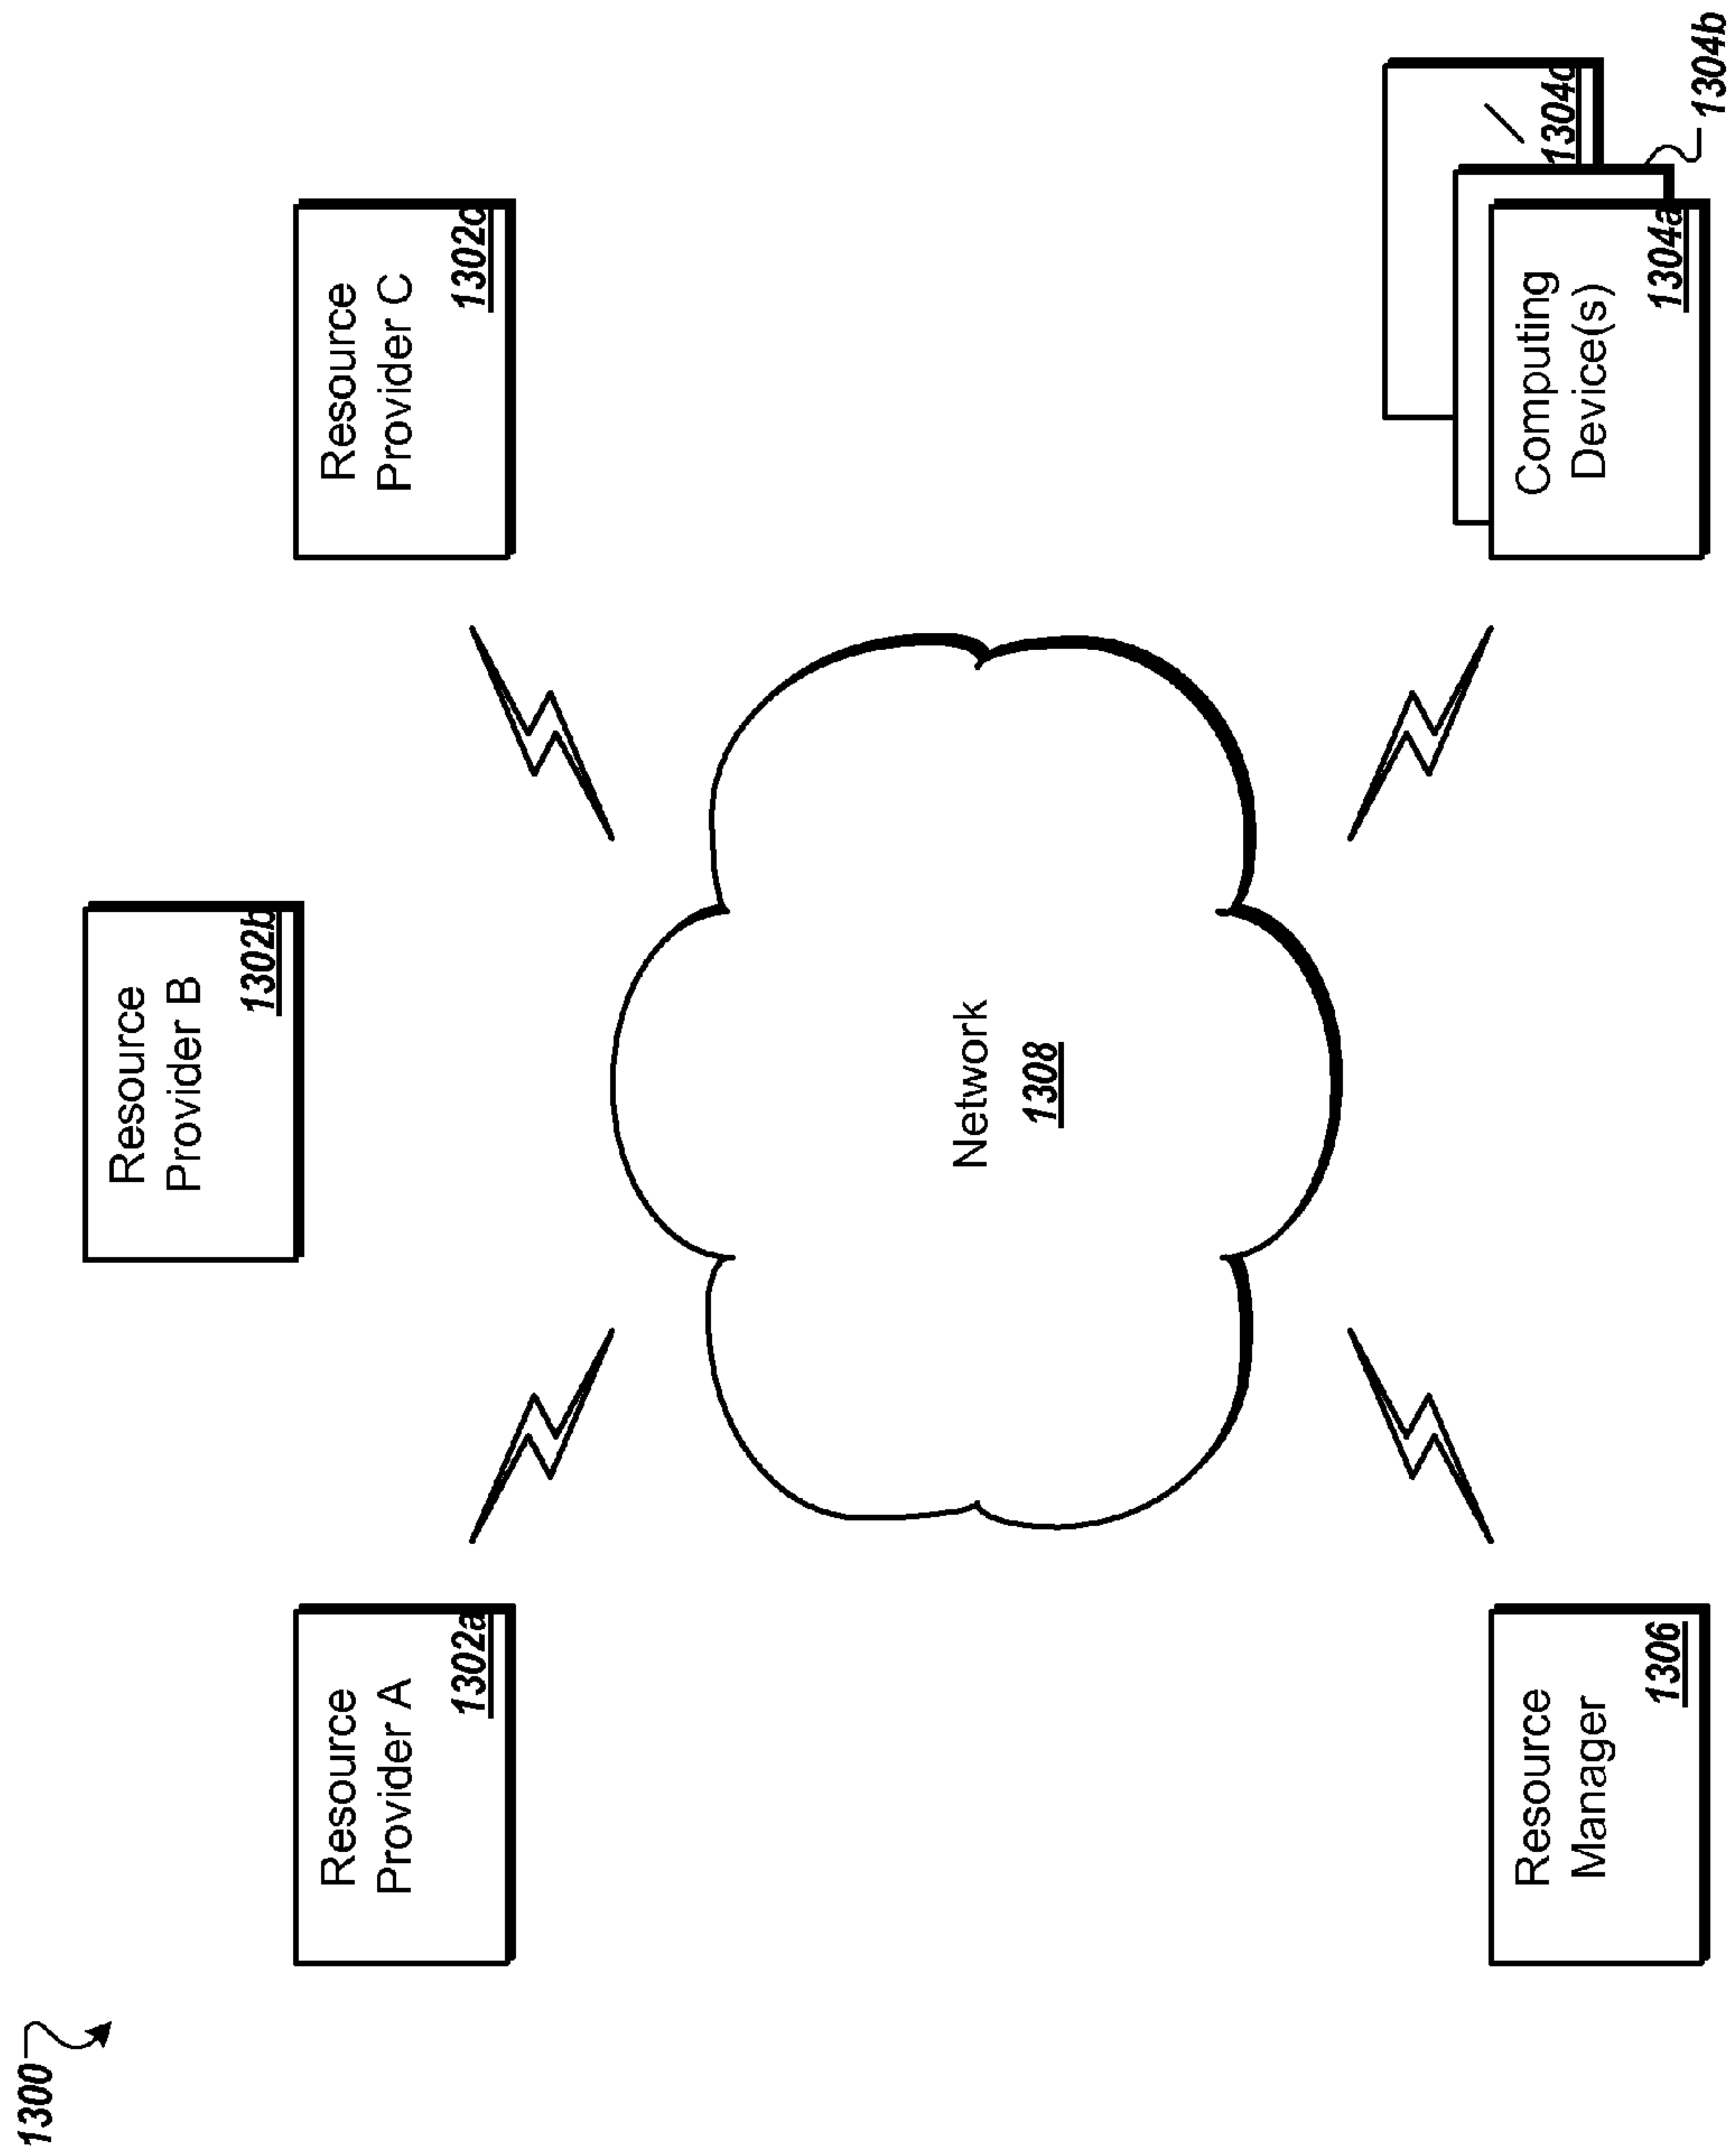 1300
Resource
Provider B
1302b
Resource
Provider A
1302a
Resource
Provider C
1302c
Network
1308
Resource
Manager
1306
Computing
Device(s)
1304a
1304c
1304b